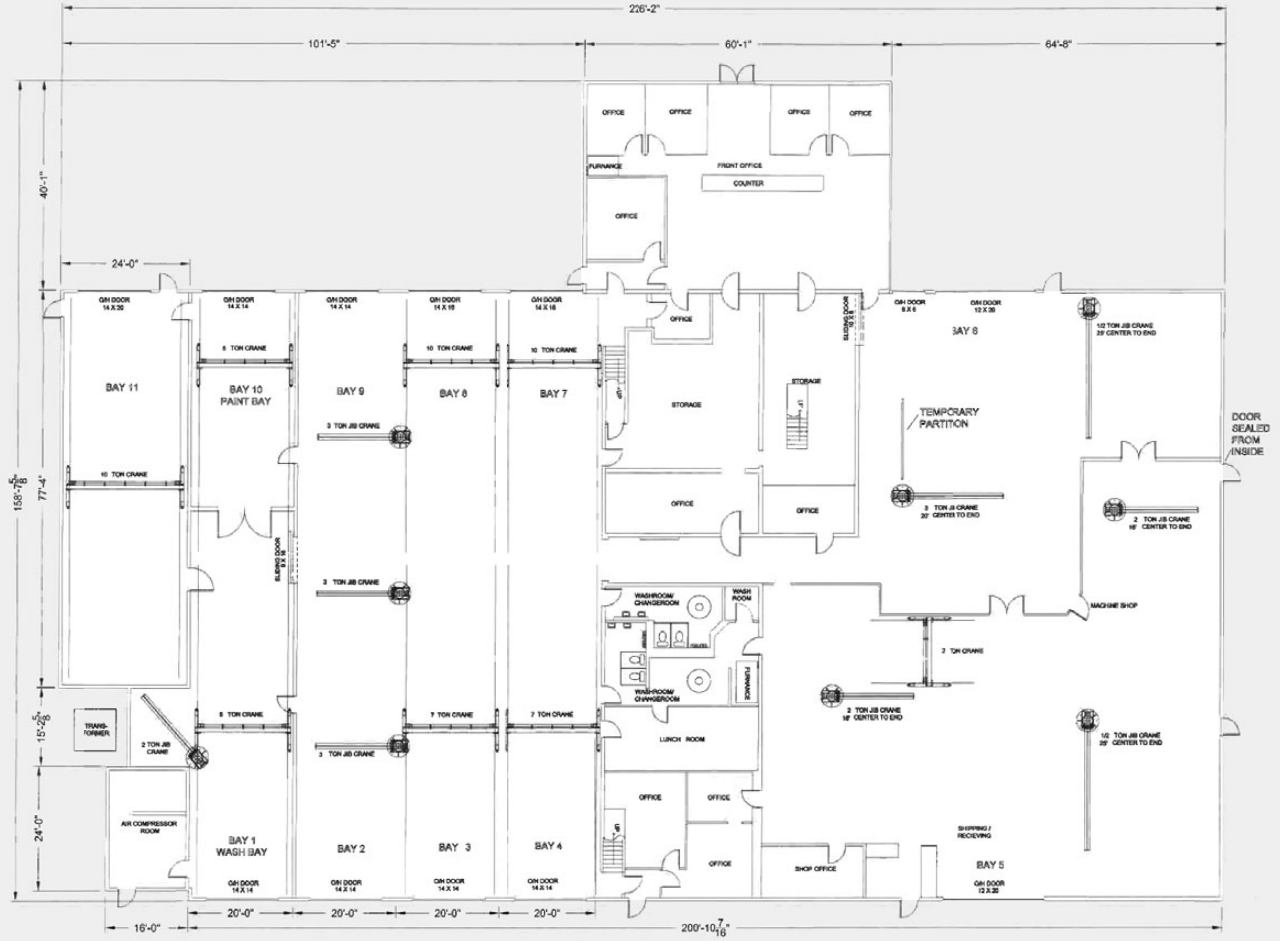 226'-2"
101'-5"
60'-1"
64'-8"
OFFICE
OFFICE
OFFICE
OFFICE
FURNANCE
FRONT OFFICE
COUNTER
OFFICE
40'-1"
24'-0"
O/H DOOR
14 X 20
O/H DOOR
14 X 14
O/H DOOR
14 X 14
O/H DOOR
14 X 16
O/H DOOR
14 X 16
OFFICE
SLIDING DOOR
10 X 8
O/H DOOR
8 X 6
O/H DOOR
12 X 20
BAY 6
1/2 TON JIB CRANE
25' CENTER TO END
5 TON CRANE
10 TON CRANE
10 TON CRANE
BAY 11
BAY 10
PAINT BAY
BAY 9
BAY 8
BAY 7
UP
STORAGE
STORAGE
UP
TEMPORARY
PARTITION
DOOR
SEALED
FROM
INSIDE
3 TON JIB CRANE
10 TON CRANE
158'-7 5/8"
77'-4"
OFFICE
OFFICE
3 TON JIB CRANE
20' CENTER TO END
2 TON JIB CRANE
16' CENTER TO END
SLIDING DOOR
9 X 16
3 TON JIB CRANE
WASHROOM/
CHANGEROOM
WASH
ROOM
MACHINE SHOP
2 TON CRANE
WASHROOM/
CHANGEROOM
FURNANCE
15'-2 5/8"
TRANS-
FORMER
2 TON JIB
CRANE
5 TON CRANE
7 TON CRANE
7 TON CRANE
3 TON JIB CRANE
LUNCH ROOM
2 TON JIB CRANE
16' CENTER TO END
1/2 TON JIB CRANE
25' CENTER TO END
24'-0"
AIR COMPRESSOR
ROOM
OFFICE
OFFICE
UP
OFFICE
BAY 1
WASH BAY
BAY 2
BAY 3
BAY 4
SHOP OFFICE
SHIPPING /
RECIEVING
BAY 5
O/H DOOR
14 X 14
O/H DOOR
14 X 14
O/H DOOR
14 X 14
O/H DOOR
14 X 14
O/H DOOR
12 X 20
20'-0"
20'-0"
20'-0"
20'-0"
16'-0"
200'-10 7/16"